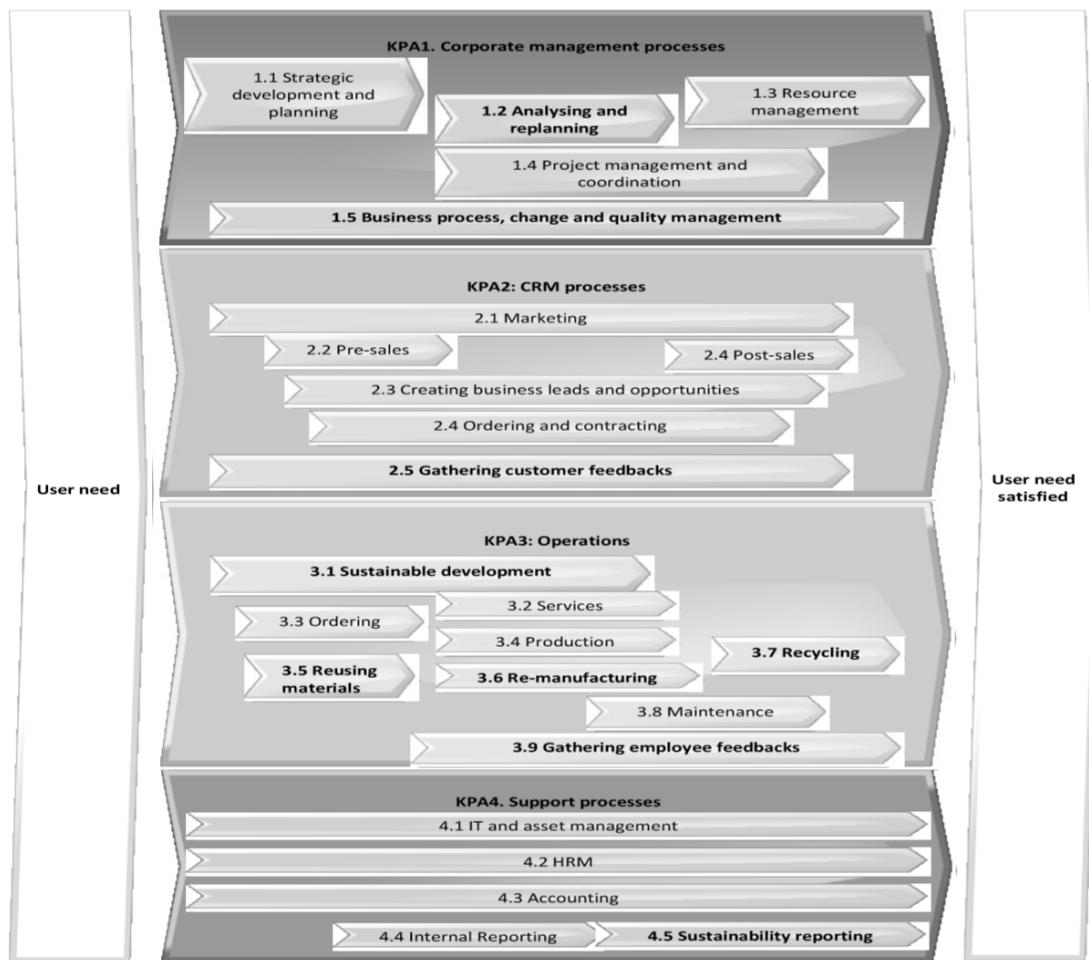 User need
KPA1. Corporate management processes
1.1 Strategic
development and
planning
1.2 Analysing and
replanning
1.3 Resource
management
1.4 Project management and
coordination
1.5 Business process, change and quality management
KPA2: CRM processes
2.1 Marketing
2.2 Pre-sales
2.4 Post-sales
2.3 Creating business leads and opportunities
2.4 Ordering and contracting
2.5 Gathering customer feedbacks
KPA3: Operations
3.1 Sustainable development
3.2 Services
3.3 Ordering
3.4 Production
3.5 Reusing
materials
3.6 Re-manufacturing
3.7 Recycling
3.8 Maintenance
3.9 Gathering employee feedbacks
KPA4. Support processes
4.1 IT and asset management
4.2 HRM
4.3 Accounting
4.4 Internal Reporting
4.5 Sustainability reporting
User need
satisfied